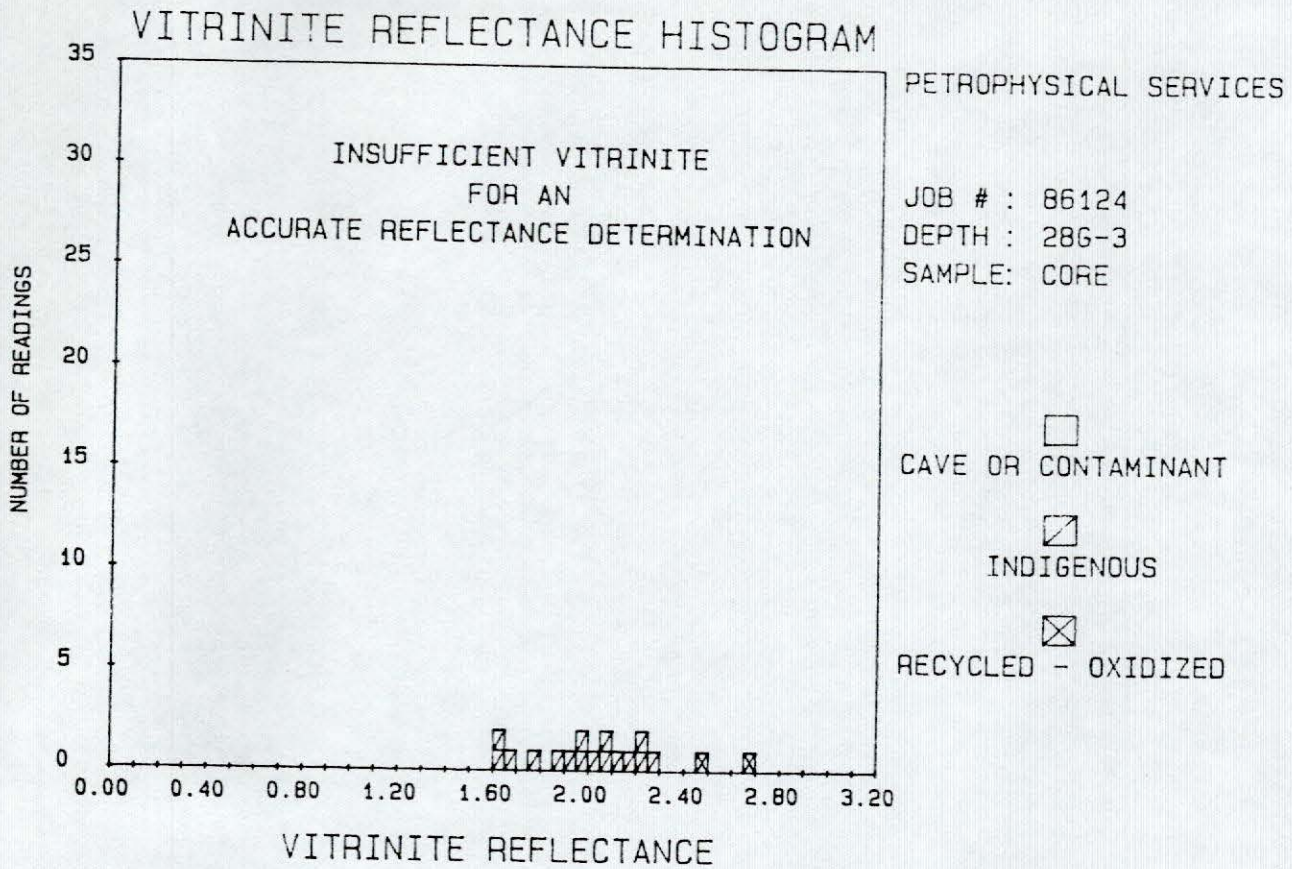 VITRINITE REFLECTANCE HISTOGRAM
PETROPHYSICAL SERVICES
INSUFFICIENT VITRINITE
FOR AN
ACCURATE REFLECTANCE DETERMINATION
JOB # : 86124
DEPTH : 28G-3
SAMPLE: CORE
NUMBER OF READINGS
35
30
25
20
15
10
5
0
0.00 0.40 0.80 1.20 1.60 2.00 2.40 2.80 3.20
VITRINITE REFLECTANCE
CAVE OR CONTAMINANT
INDIGENOUS
RECYCLED - OXIDIZED